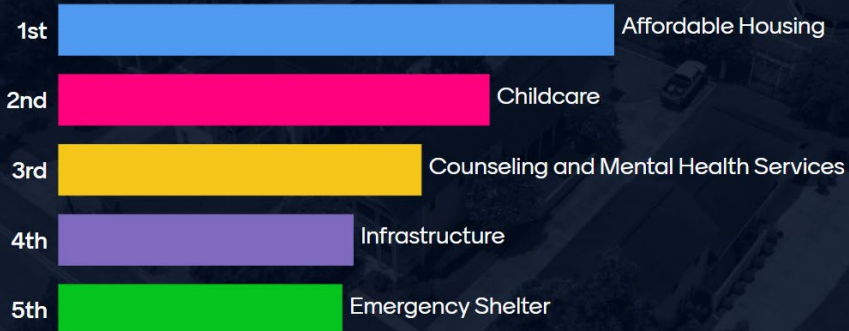 1st Affordable Housing
2nd Childcare
3rd Counseling and Mental Health Services
4th Infrastructure
5th Emergency Shelter